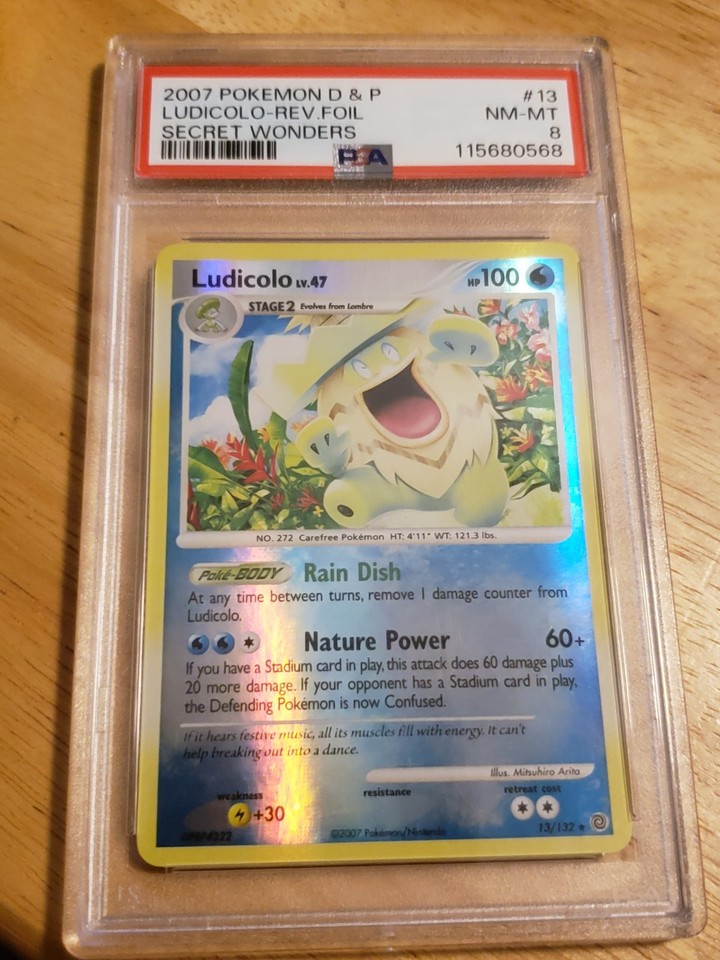 2007 POKEMON D & P #13
LUDICOLO-REV.FOIL NM-MT
SECRET WONDERS 8
PSA 115680568
Ludicolo LV.47 HP 100
STAGE 2 Evolves from Lombre
NO. 272 Carefree Pokémon HT: 4'11" WT: 121.3 lbs.
Poké-BODY Rain Dish
At any time between turns, remove 1 damage counter from
Ludicolo.
Nature Power 60+
If you have a Stadium card in play, this attack does 60 damage plus
20 more damage. If your opponent has a Stadium card in play,
the Defending Pokémon is now Confused.
If it hears festive music, all its muscles fill with energy. It can't
help breaking out into a dance.
Illus. Mitsuhiro Arita
weakness resistance retreat cost
+30
©2007 Pokémon/Nintendo 13/132